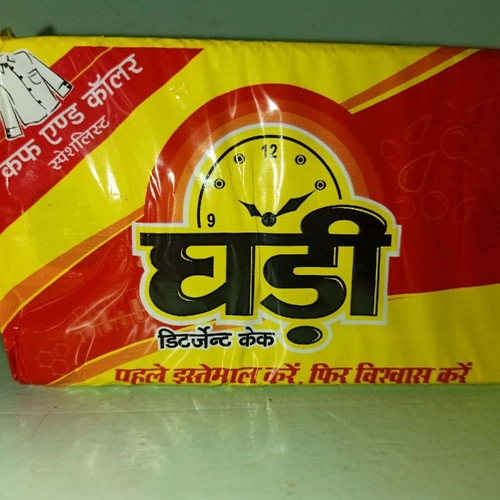 कफ एण्ड कॉलर
स्पेशलिस्ट
12
9
घड़ी
डिटर्जेन्ट केक
पहले इस्तेमाल करें, फिर विश्वास करें